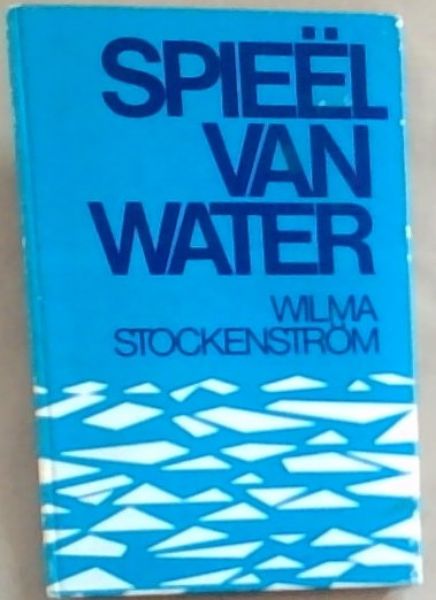 SPIEËL
VAN
WATER
WILMA
STOCKENSTRÖM